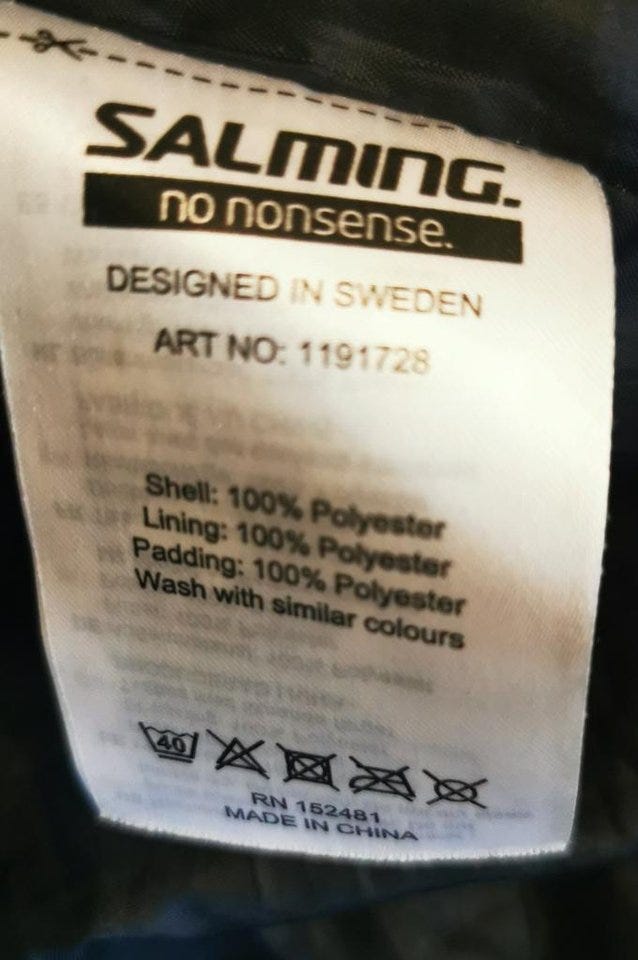 SALMING.
no nonsense.
DESIGNED IN SWEDEN
ART NO: 1191728
Shell: 100% Polyester
Lining: 100% Polyester
Padding: 100% Polyester
Wash with similar colours
40
RN 152481
MADE IN CHINA